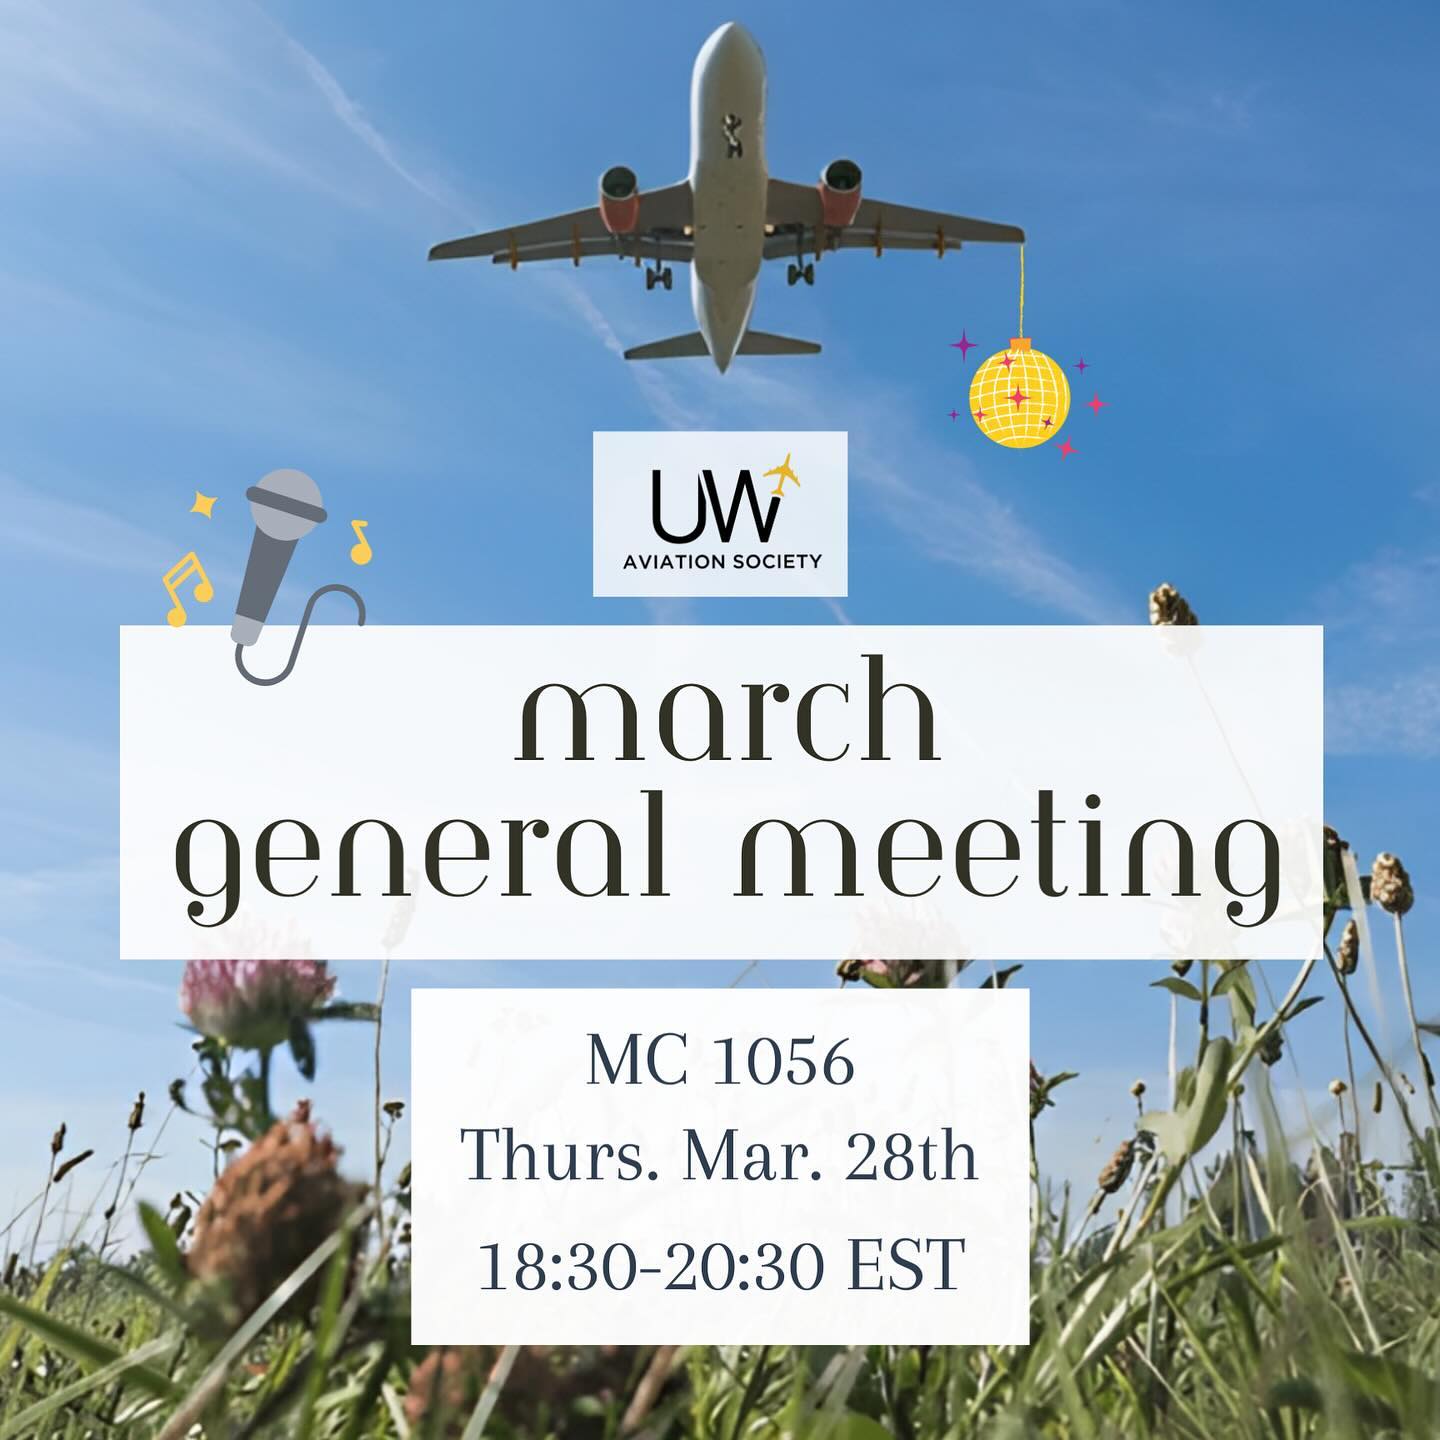 UW
AVIATION SOCIETY
march
general meeting
MC 1056
Thurs. Mar. 28th
18:30-20:30 EST